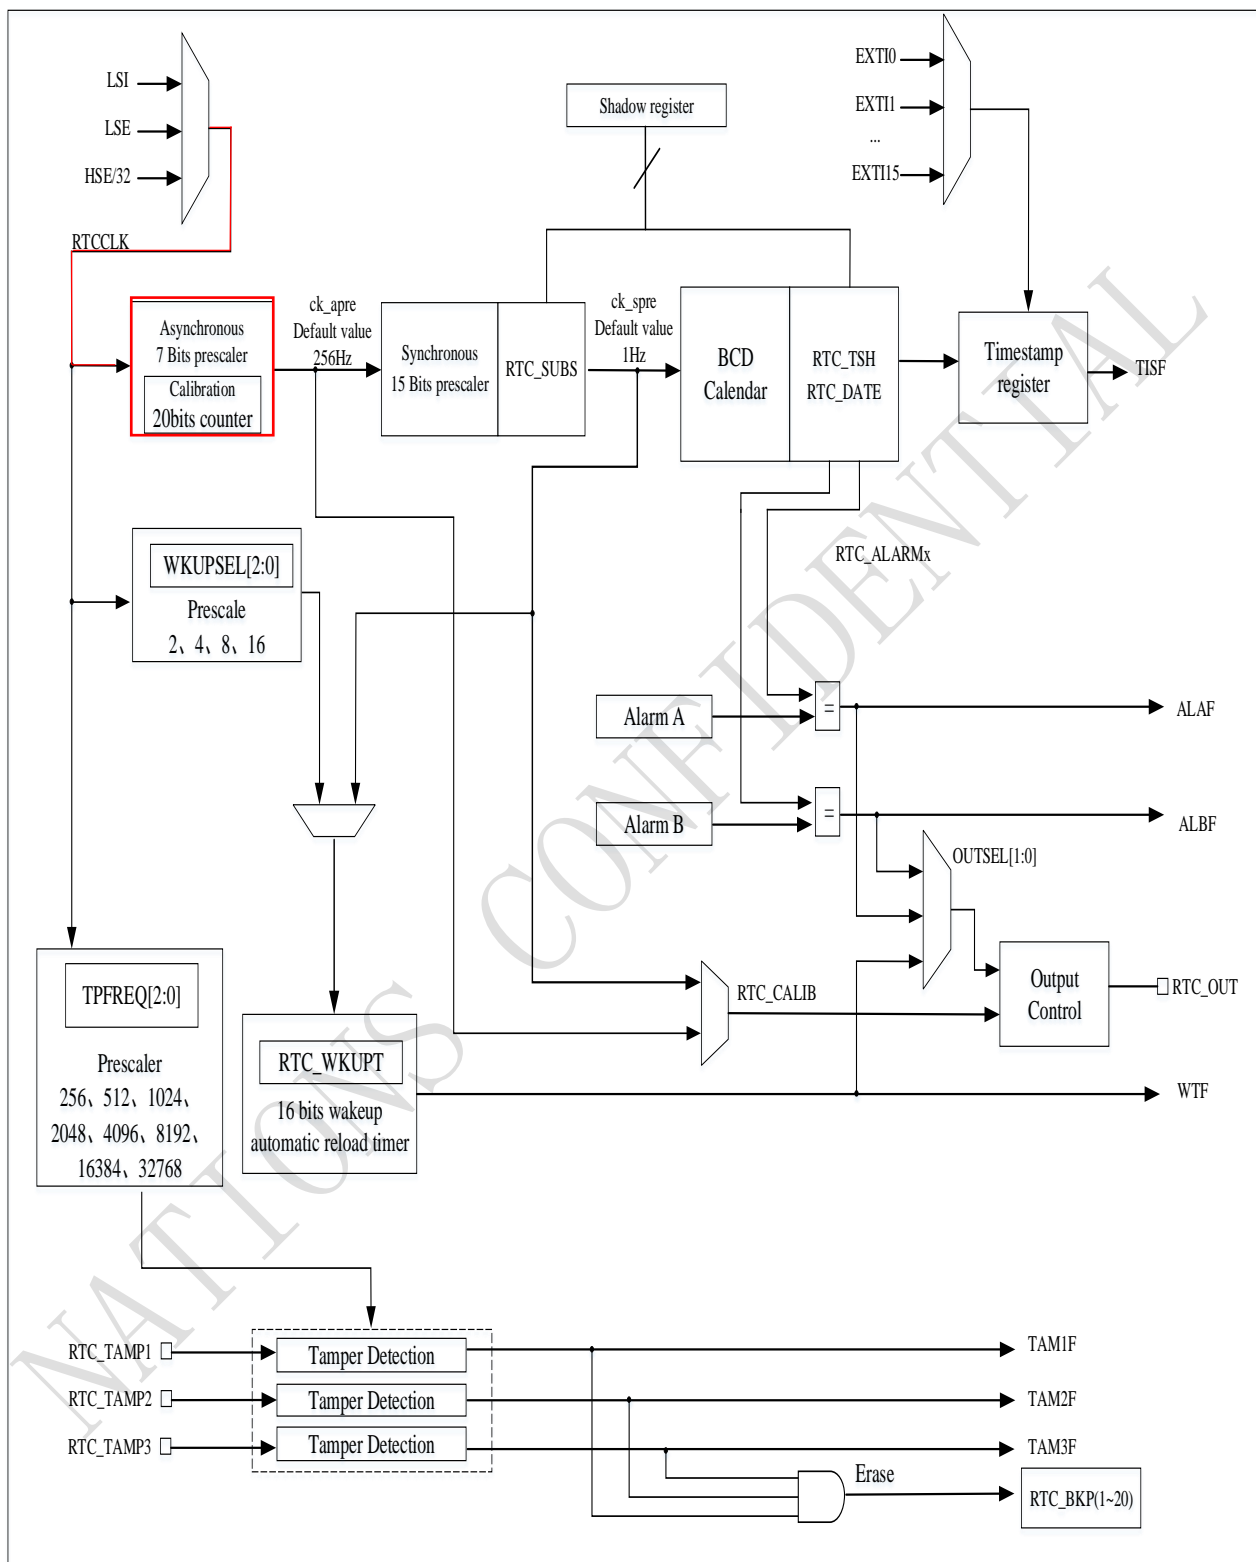 LSI
LSE
HSE/32
RTCCLK
EXTI0
EXTI1
...
EXTI15
Shadow register
Asynchronous
7 Bits prescaler
Calibration
20bits counter
ck_apre
Default value
256Hz
Synchronous
15 Bits prescaler
RTC_SUBS
ck_spre
Default value
1Hz
BCD
Calendar
RTC_TSH
RTC_DATE
Timestamp
register
TISF
WKUPSEL[2:0]
Prescale
2、4、8、16
RTC_ALARMx
Alarm A
=
ALAF
Alarm B
=
ALBF
OUTSEL[1:0]
TPFREQ[2:0]
Prescaler
256、512、1024、
2048、4096、8192、
16384、32768
RTC_WKUPT
16 bits wakeup
automatic reload timer
RTC_CALIB
Output
Control
RTC_OUT
WTF
RTC_TAMP1
Tamper Detection
TAM1F
RTC_TAMP2
Tamper Detection
TAM2F
RTC_TAMP3
Tamper Detection
TAM3F
Erase
RTC_BKP(1~20)
NATIONS CONFIDENTIAL